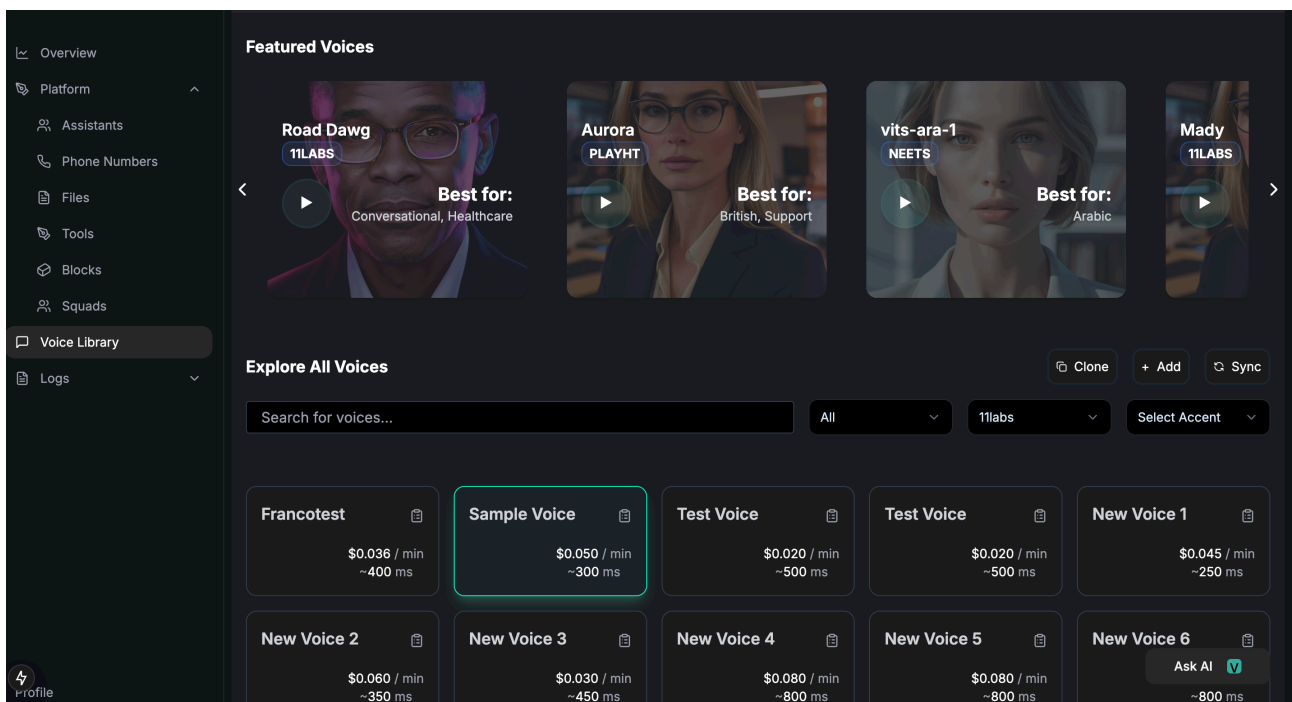 Overview
Platform
Assistants
Phone Numbers
Files
Tools
Blocks
Squads
Voice Library
Logs
Profile
Featured Voices
Road Dawg
11LABS
Best for:
Conversational, Healthcare
Aurora
PLAYHT
Best for:
British, Support
vits-ara-1
NEETS
Best for:
Arabic
Mady
11LABS
Explore All Voices
Clone
+ Add
Sync
Search for voices...
All
11labs
Select Accent
Francotest
$0.036 / min
~400 ms
Sample Voice
$0.050 / min
~300 ms
Test Voice
$0.020 / min
~500 ms
Test Voice
$0.020 / min
~500 ms
New Voice 1
$0.045 / min
~250 ms
New Voice 2
$0.060 / min
~350 ms
New Voice 3
$0.030 / min
~450 ms
New Voice 4
$0.080 / min
~800 ms
New Voice 5
$0.080 / min
~800 ms
New Voice 6
~800 ms
Ask AI V